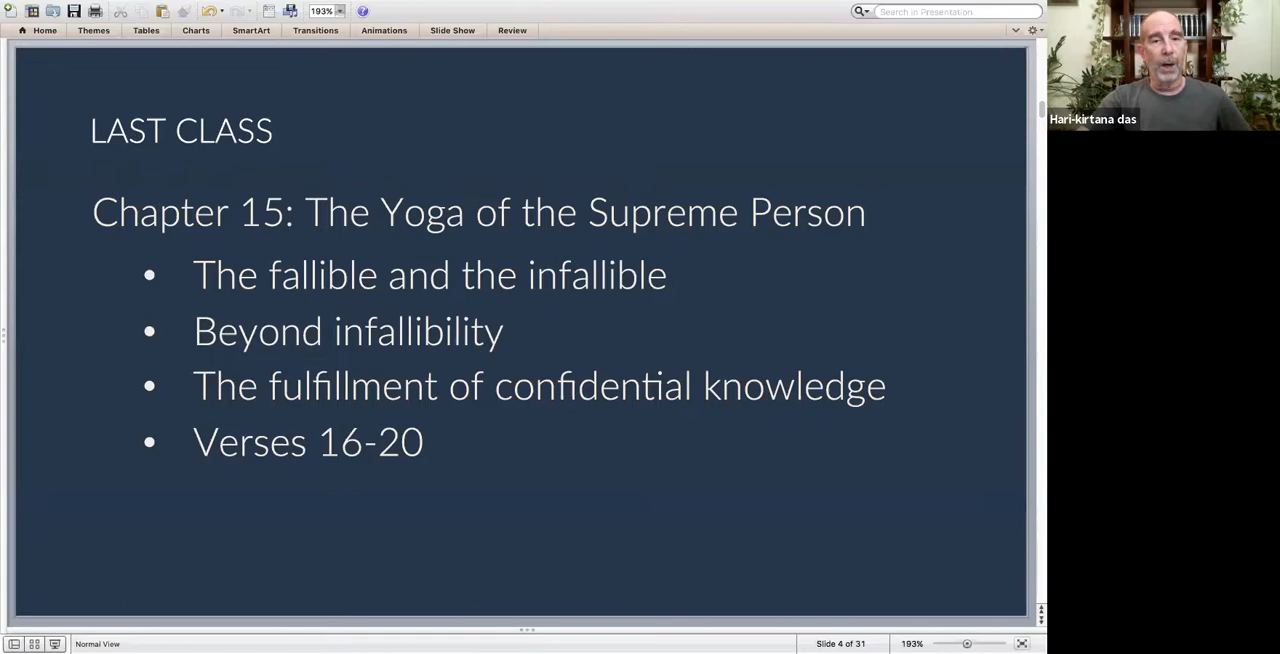 193%
Search in Presentation
Home Themes Tables Charts SmartArt Transitions Animations Slide Show Review
LAST CLASS
Chapter 15: The Yoga of the Supreme Person
• The fallible and the infallible
• Beyond infallibility
• The fulfillment of confidential knowledge
• Verses 16-20
Hari-kirtana das
Normal View
Slide 4 of 31
193%